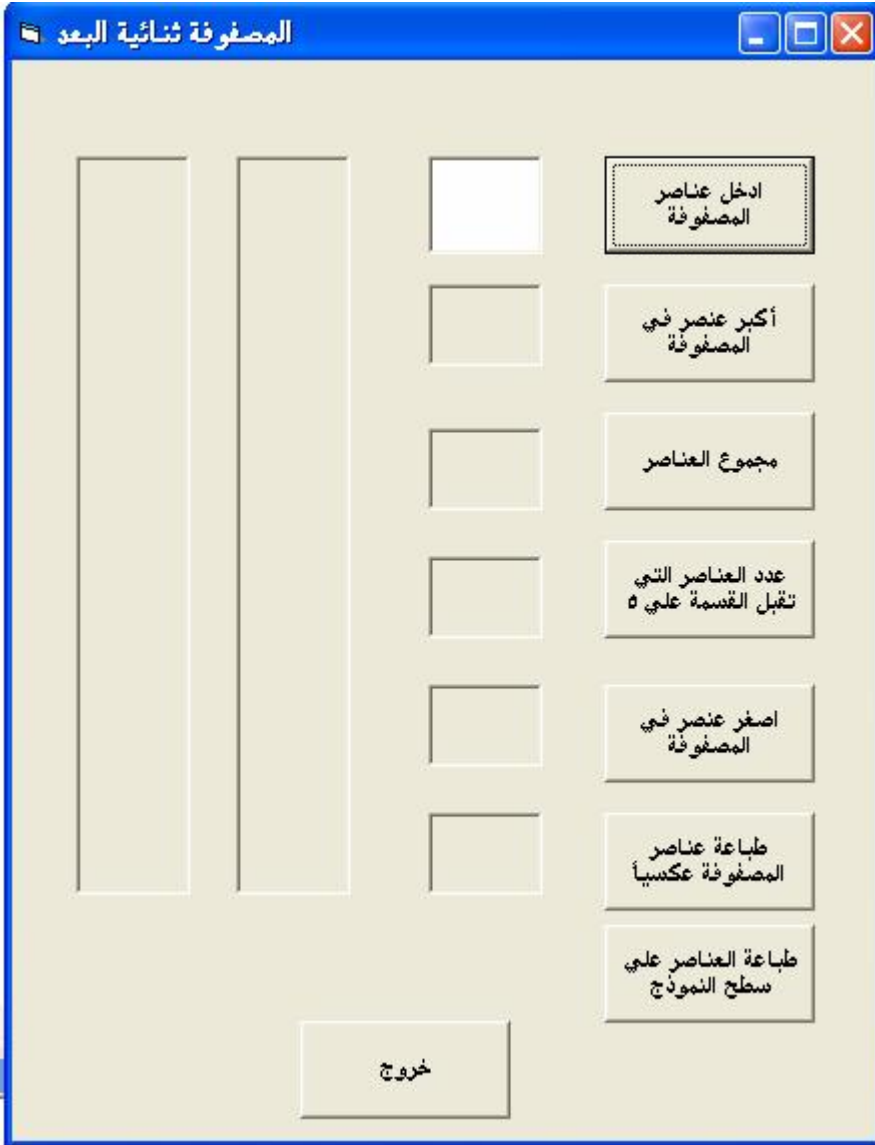 المصفوفة ثنائية البعد
ادخل عناصر
المصفوفة
أكبر عنصر في
المصفوفة
مجموع العناصر
عدد العناصر التي
تقبل القسمة علي ٥
اصغر عنصر في
المصفوفة
طباعة عناصر
المصفوفة عكسياً
طباعة العناصر علي
سطح النموذج
خروج